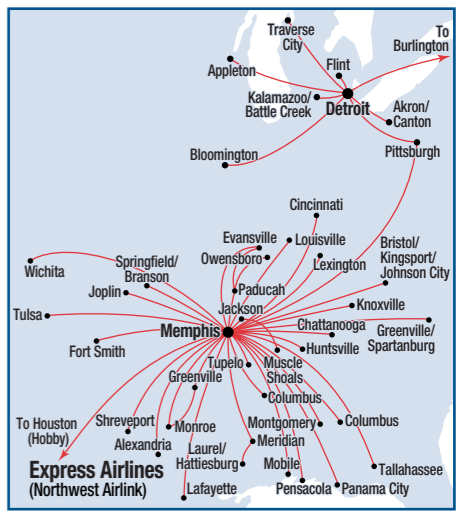 Traverse
City
To
Burlington
Appleton
Flint
Kalamazoo/
Battle Creek
Detroit
Akron/
Canton
Bloomington
Pittsburgh
Cincinnati
Evansville
Louisville
Owensboro
Lexington
Bristol/
Kingsport/
Johnson City
Wichita
Springfield/
Branson
Joplin
Paducah
Jackson
Knoxville
Tulsa
Memphis
Chattanooga
Greenville/
Spartanburg
Fort Smith
Huntsville
Tupelo
Muscle
Shoals
Greenville
Columbus
To Houston
(Hobby)
Shreveport
Monroe
Montgomery
Columbus
Alexandria
Meridian
Laurel/
Hattiesburg
Mobile
Tallahassee
Express Airlines
(Northwest Airlink)
Lafayette
Pensacola
Panama City